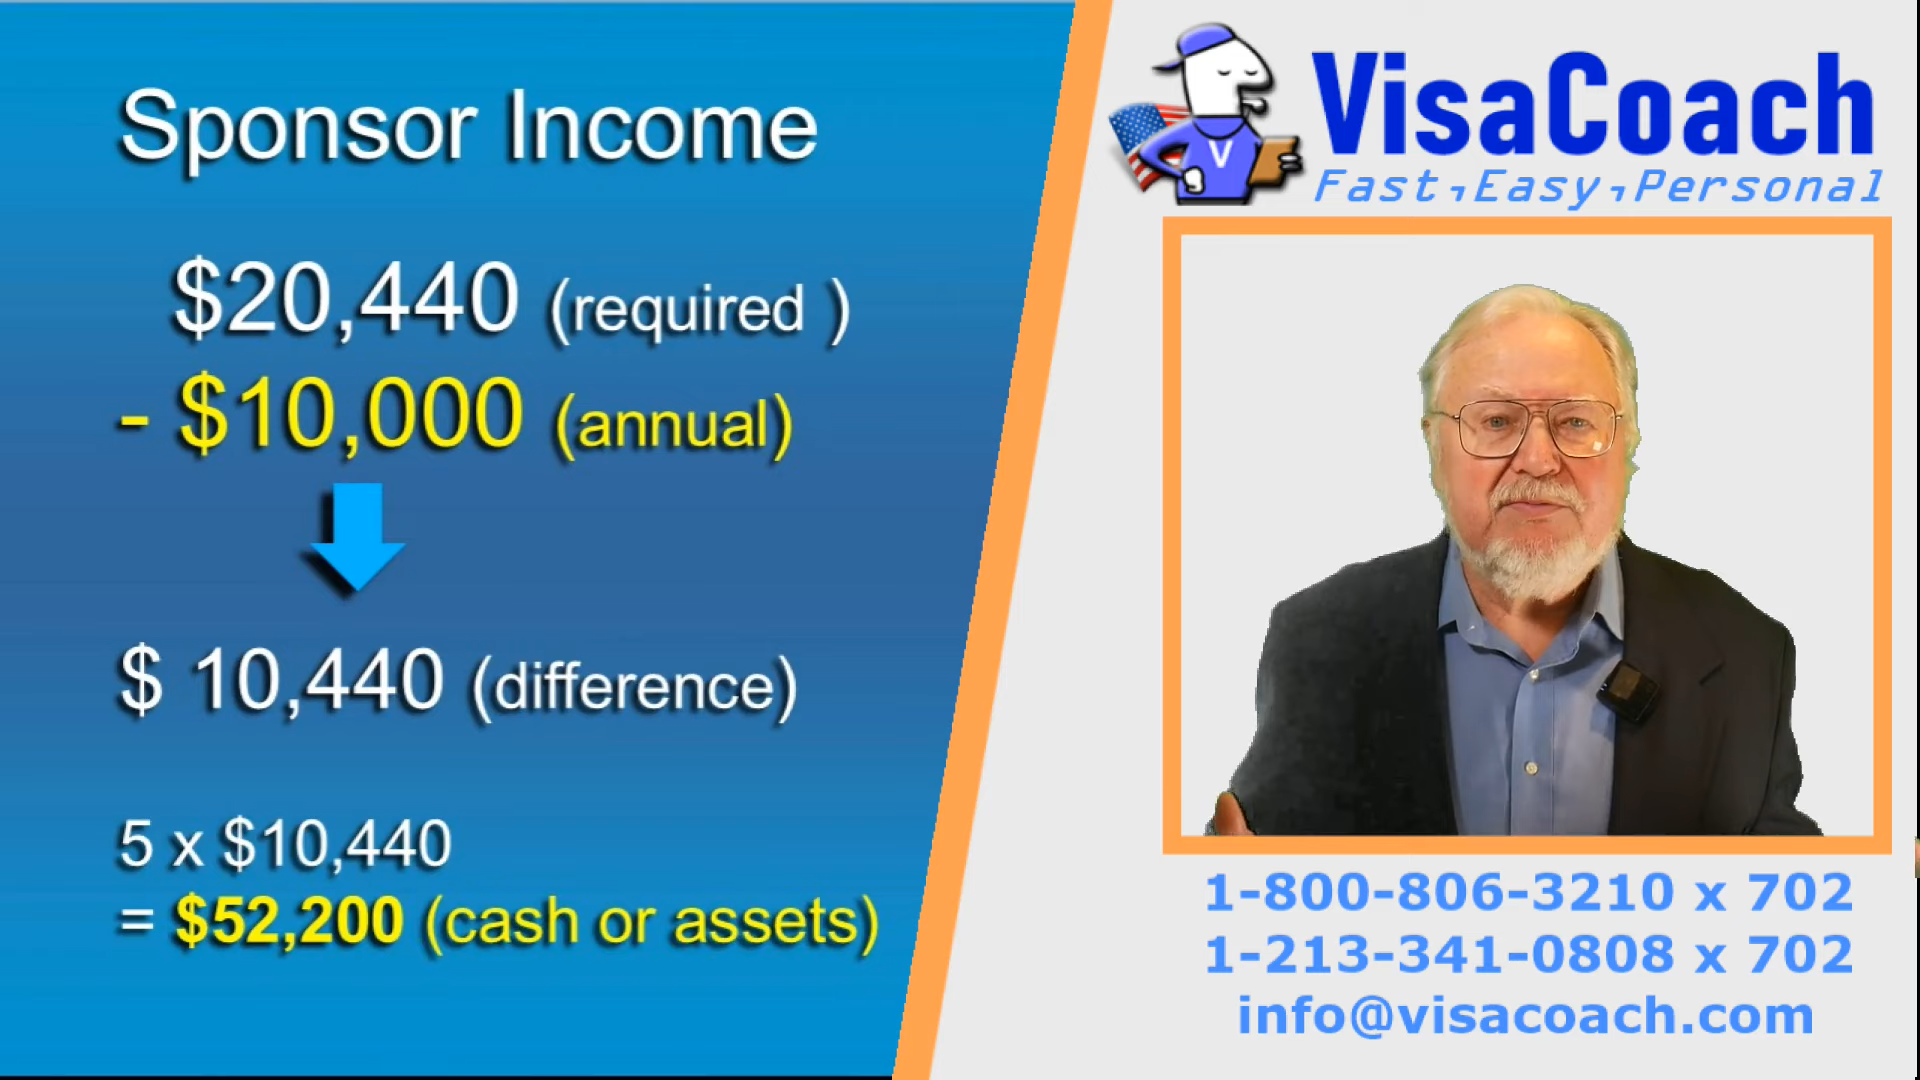 Sponsor Income
$20,440 (required )
- $10,000 (annual)
$ 10,440 (difference)
5 x $10,440
= $52,200 (cash or assets)
V
VisaCoach
Fast,Easy,Personal
1-800-806-3210 x 702
1-213-341-0808 x 702
info@visacoach.com